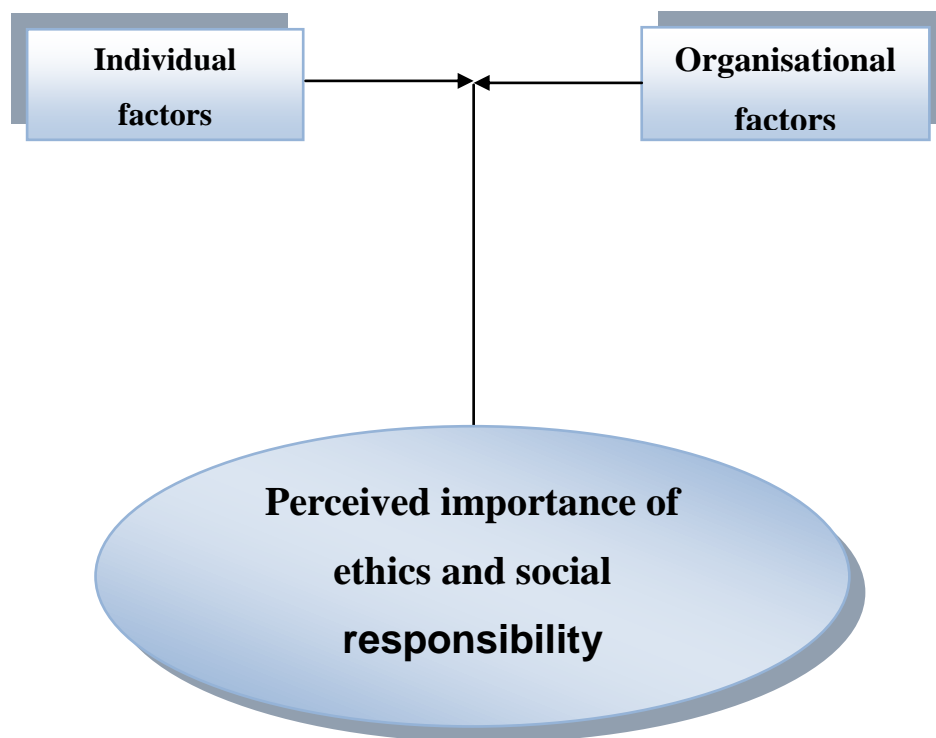 Individual
factors
Organisational
factors
Perceived importance of
ethics and social
responsibility